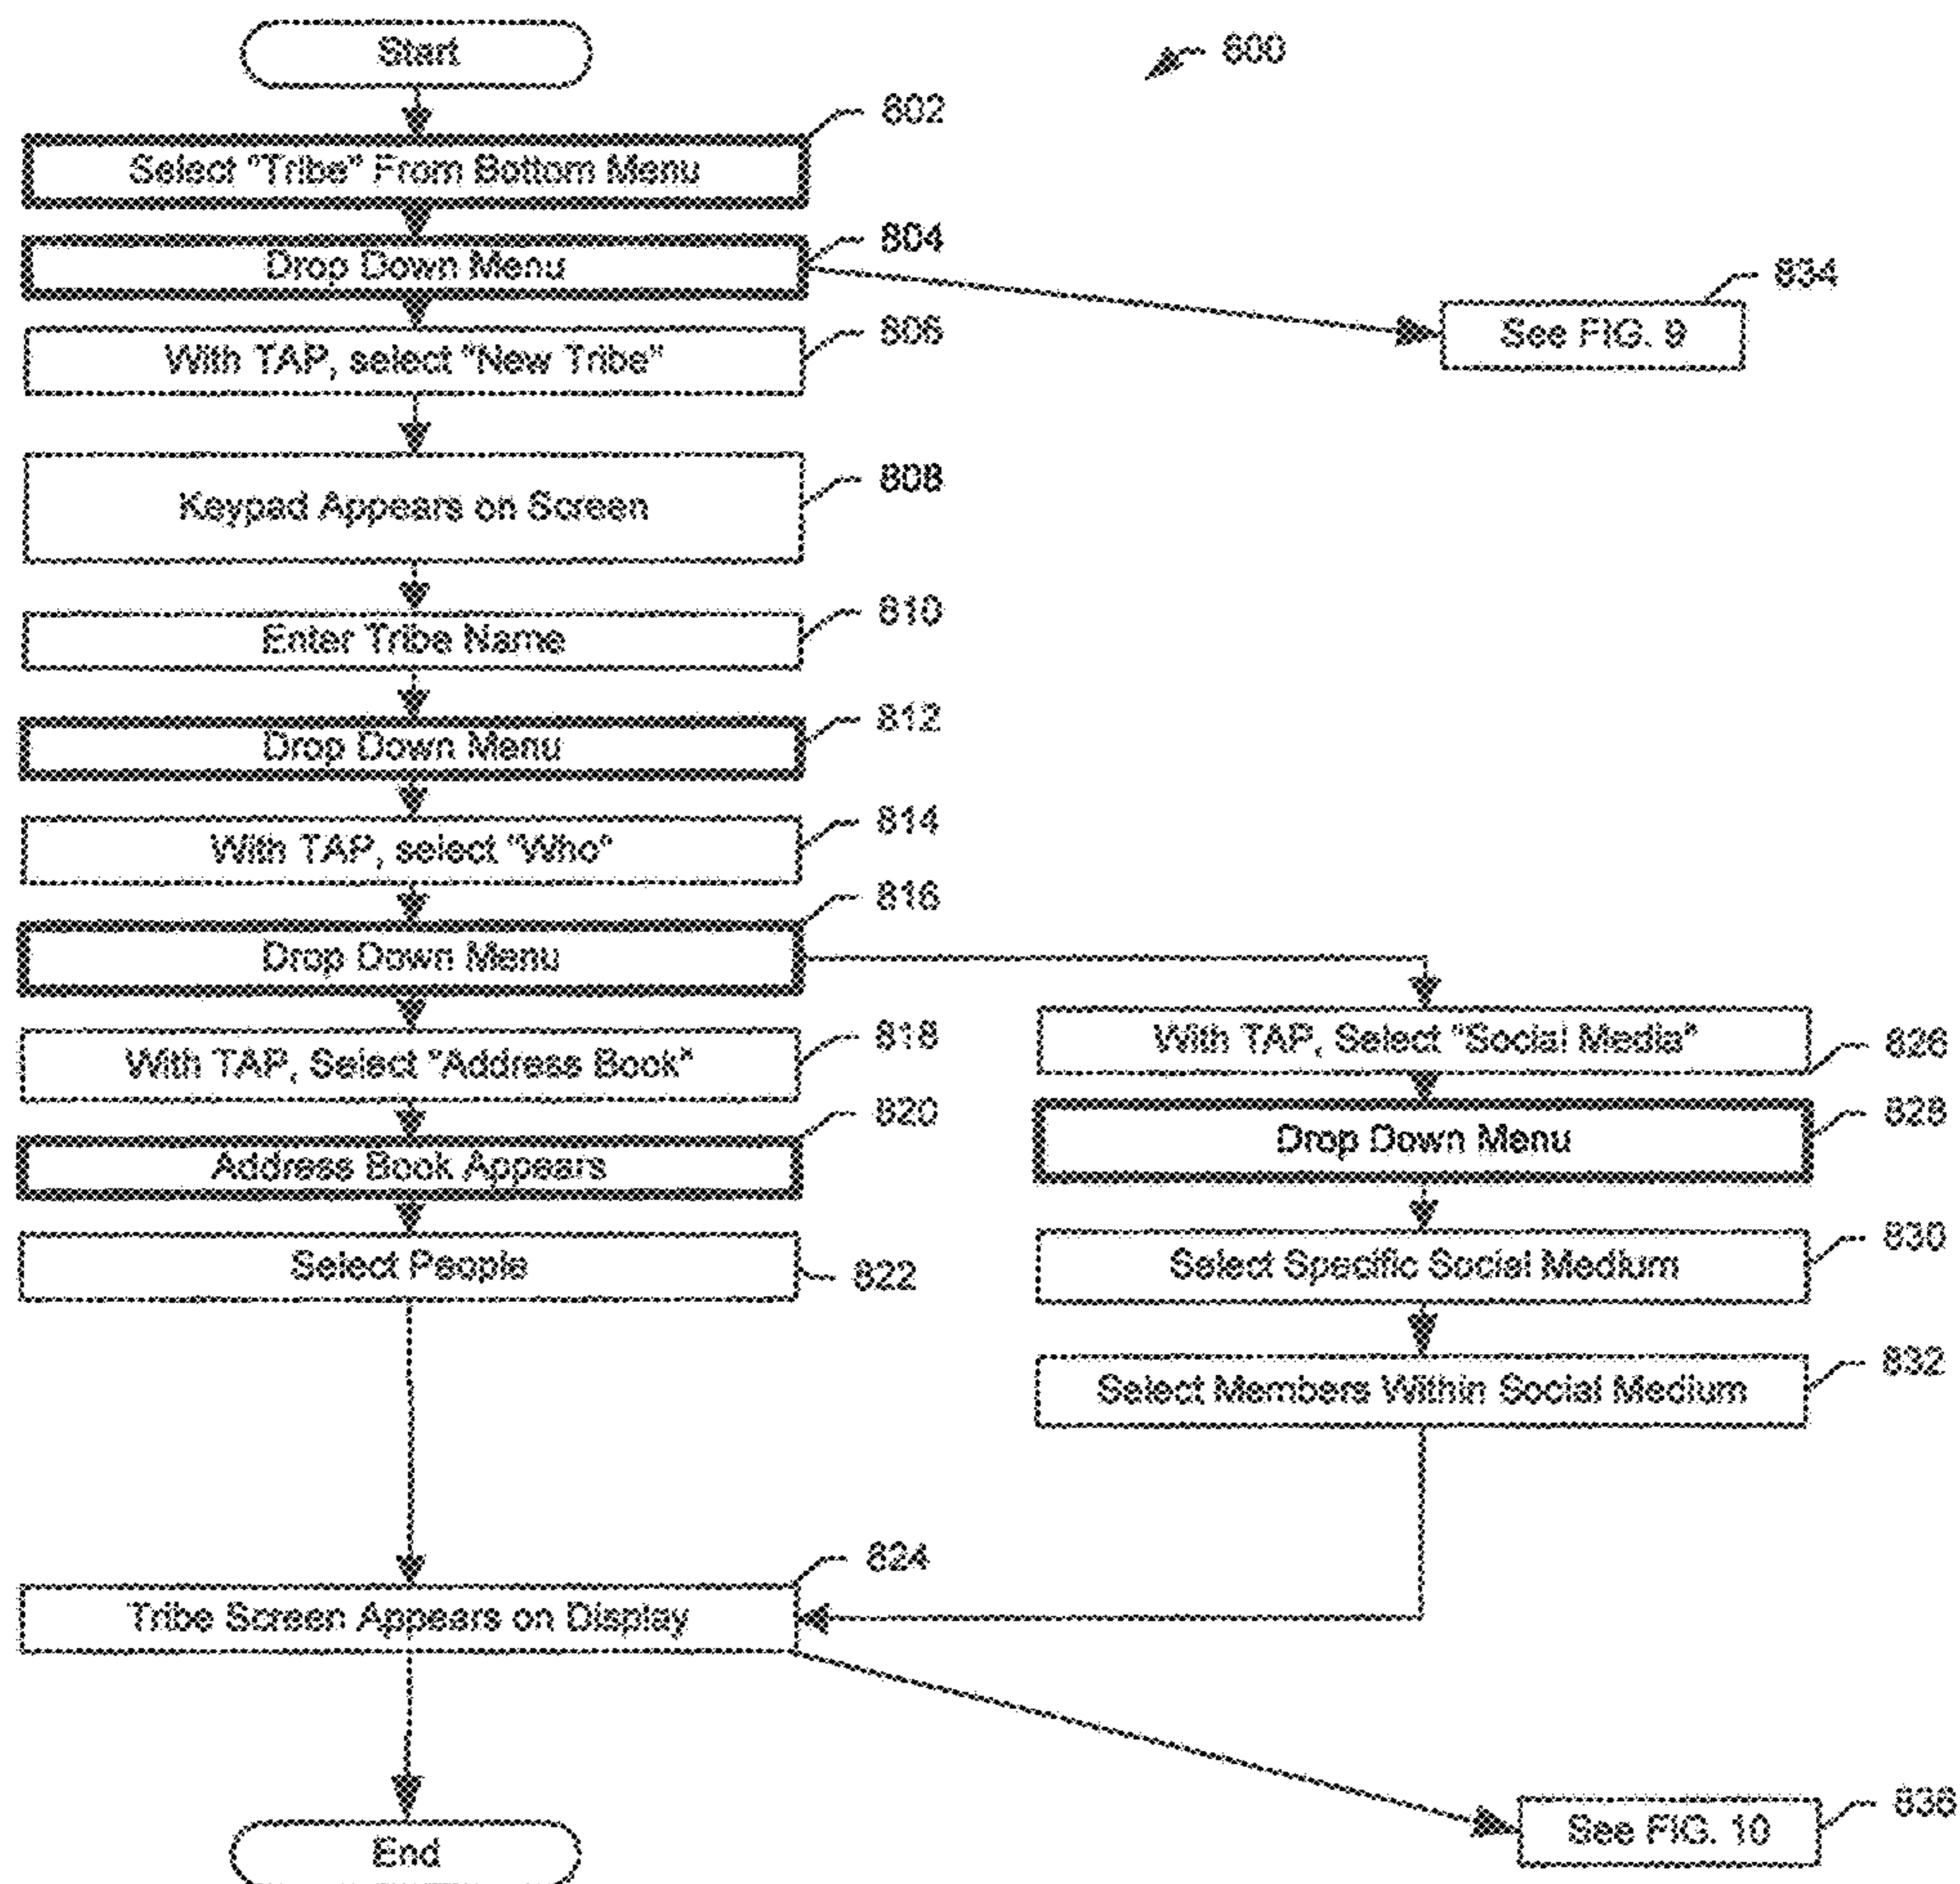 Start
800
802
Select "Tribe" From Bottom Menu
804
Drop Down Menu
834
See FIG. 9
806
With TAP, select "New Tribe"
808
Keypad Appears on Screen
810
Enter Tribe Name
812
Drop Down Menu
814
With TAP, select "Who"
816
Drop Down Menu
818
With TAP, Select "Address Book"
820
Address Book Appears
Select People
822
With TAP, Select "Social Media"
826
828
Drop Down Menu
830
Select Specific Social Medium
832
Select Members Within Social Medium
824
Tribe Screen Appears on Display
836
See FIG. 10
End